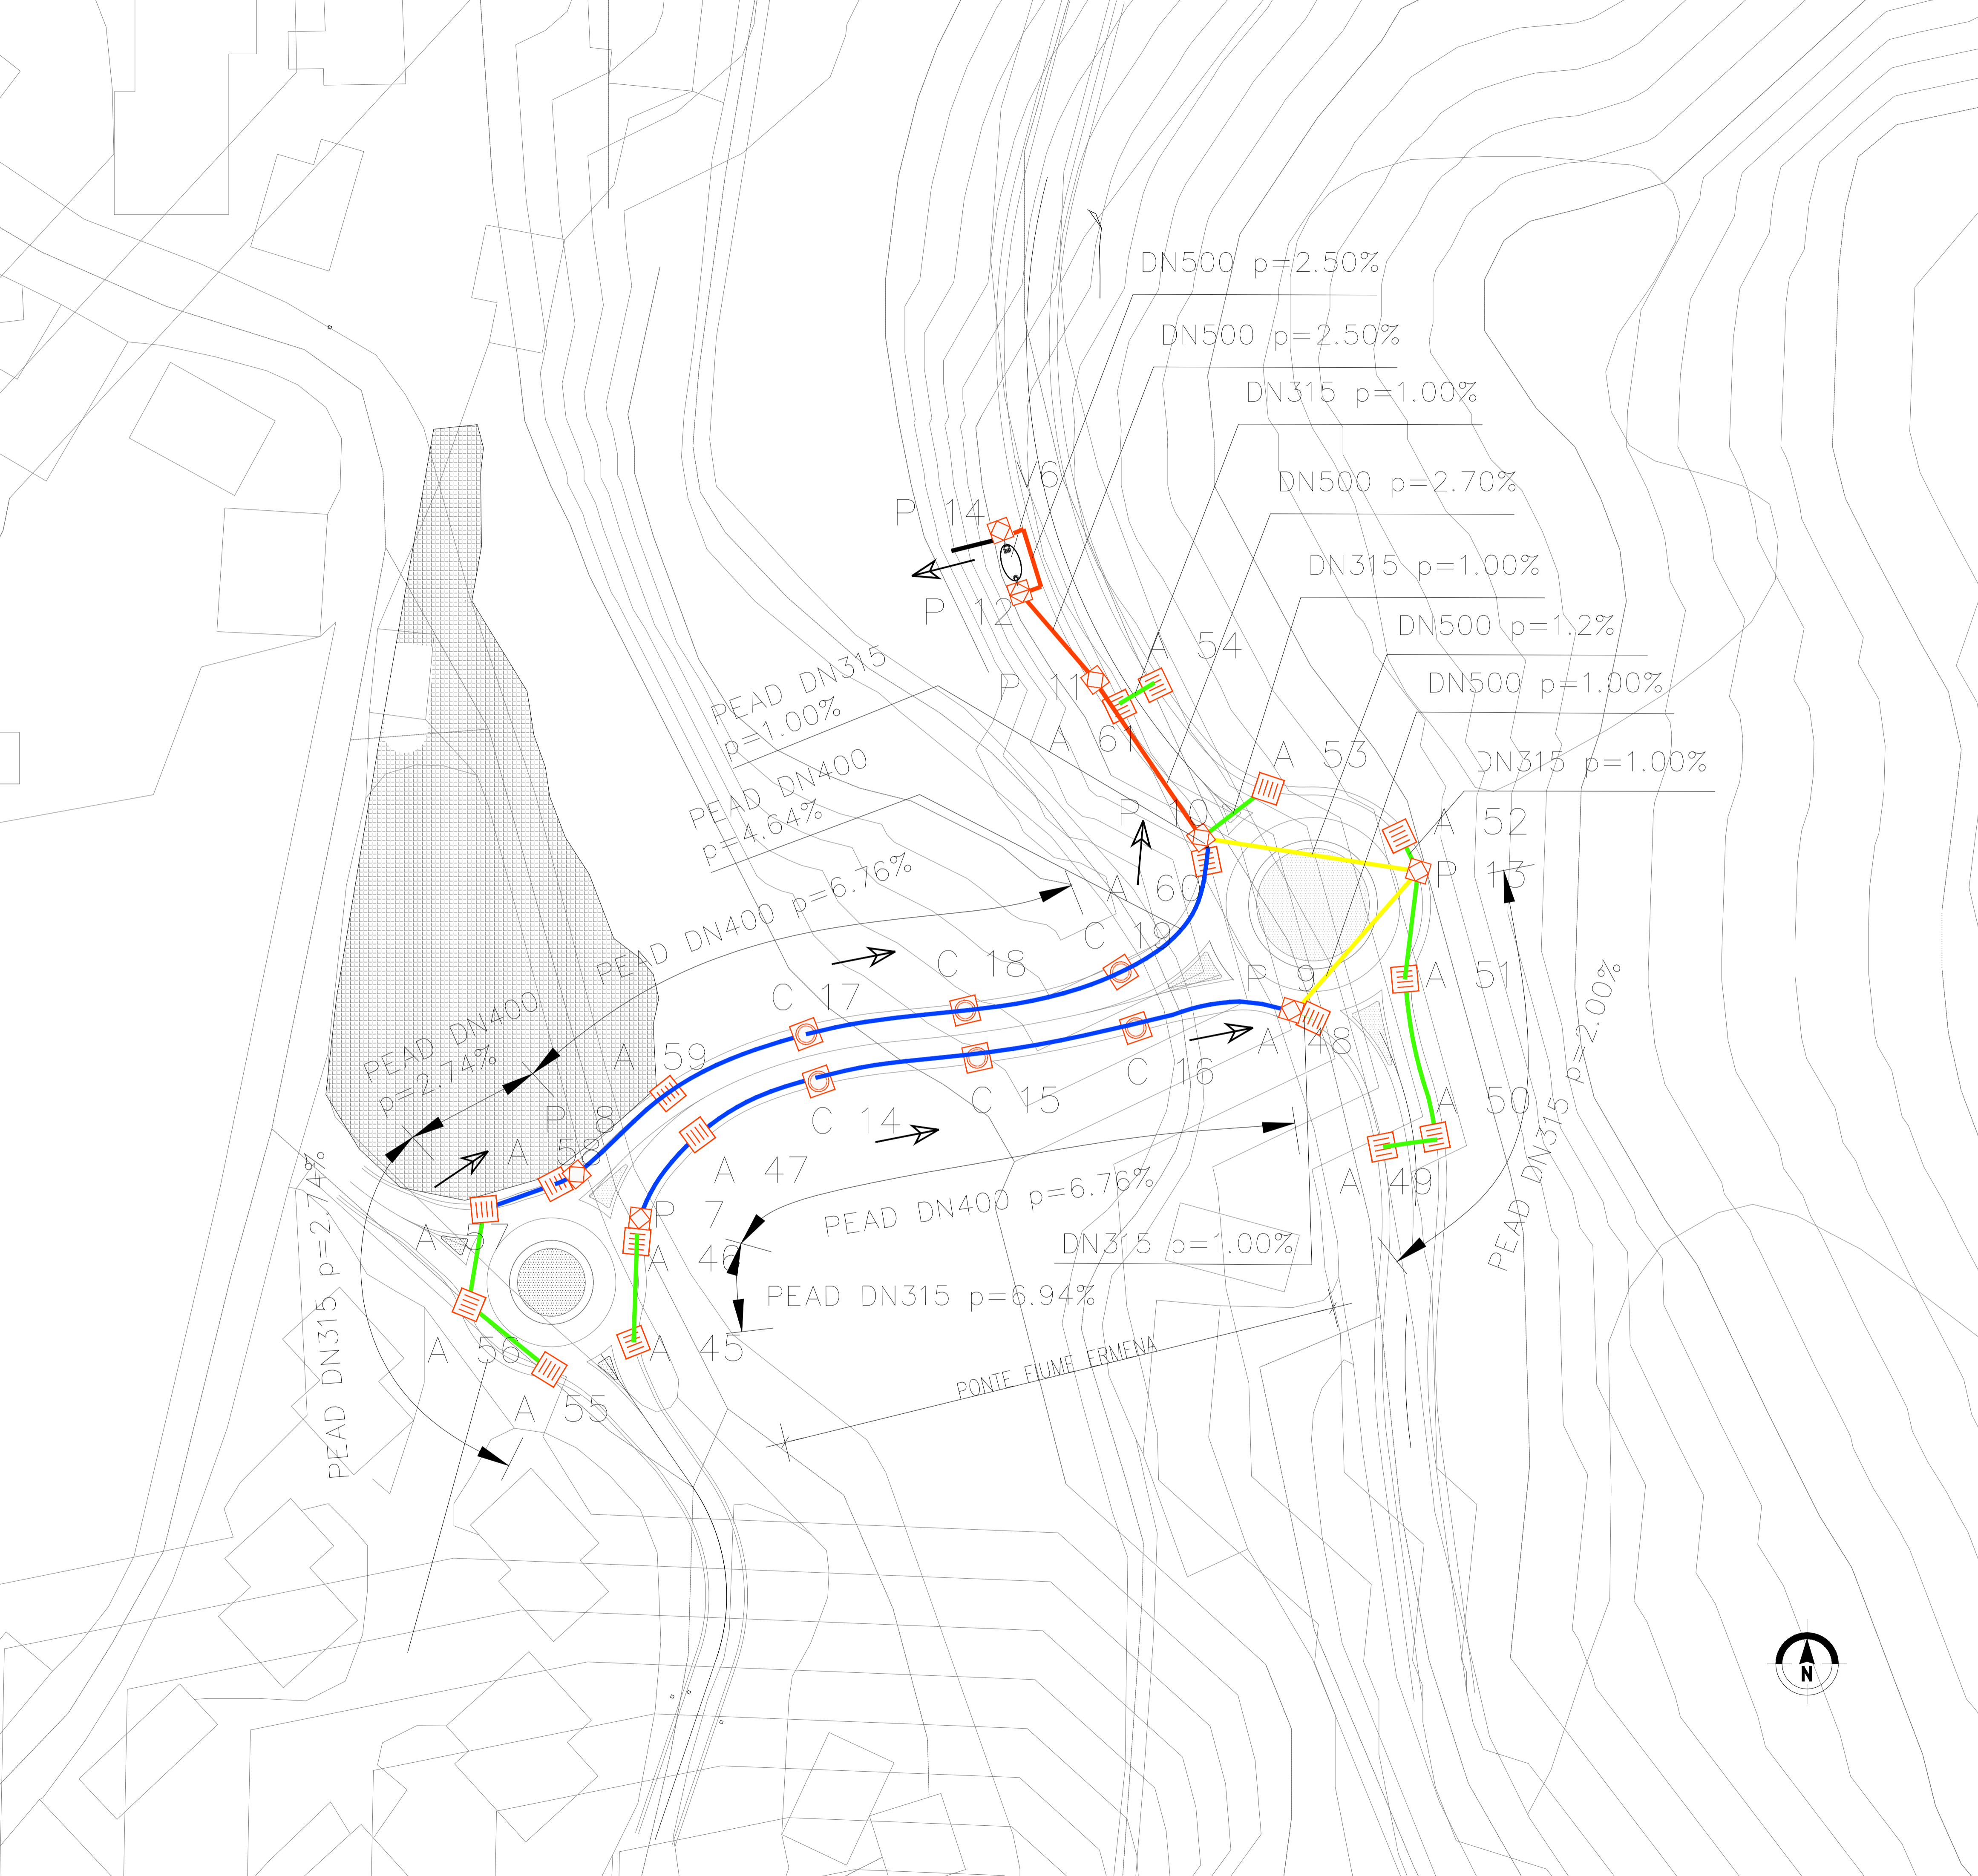 DN500 p=2.50%
DN500 p=2.50%
DN315 p=1.00%
DN500 p=2.70%
DN315 p=1.00%
DN500 p=1.2%
DN500 p=1.00%
DN315 p=1.00%
V6
P 14
P 12
A 54
P 11
A 61
A 53
P 10
A 52
P 13
A 60
C 19
C 18
C 17
P 9
A 51
A 48
C 16
C 15
C 14
A 59
P 8
A 58
A 50
A 49
A 47
P 7
A 46
A 57
A 45
A 56
A 55
PEAD DN315
p=1.00%
PEAD DN400
p=4.64%
PEAD DN400 p=6.76%
PEAD DN400
p=2.74%
PEAD DN315 p=2.74%
PEAD DN400 p=6.76%
DN315 p=1.00%
PEAD DN315 p=6.94%
PEAD DN315 p=2.00%
PONTE FIUME ERMENA
N